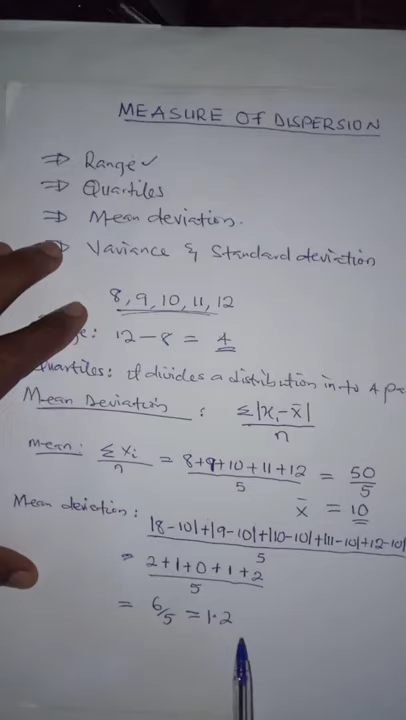 MEASURE OF DISPERSION
⇒ Range ✓
⇒ Quartiles
⇒ Mean deviation.
⇒ Variance & Standard deviation
8, 9, 10, 11, 12
: 12 - 8 = 4
Quartiles: it divides a distribution in to 4
Mean Deviation : Σ|xᵢ - x̄| / n
Mean: Σxᵢ / n = 8+9+10+11+12 / 5 = 50 / 5
x̄ = 10
Mean deviation: |8-10|+|9-10|+|10-10|+|11-10|+|12-10| / 5
= 2+1+0+1+2 / 5
= 6/5 = 1.2